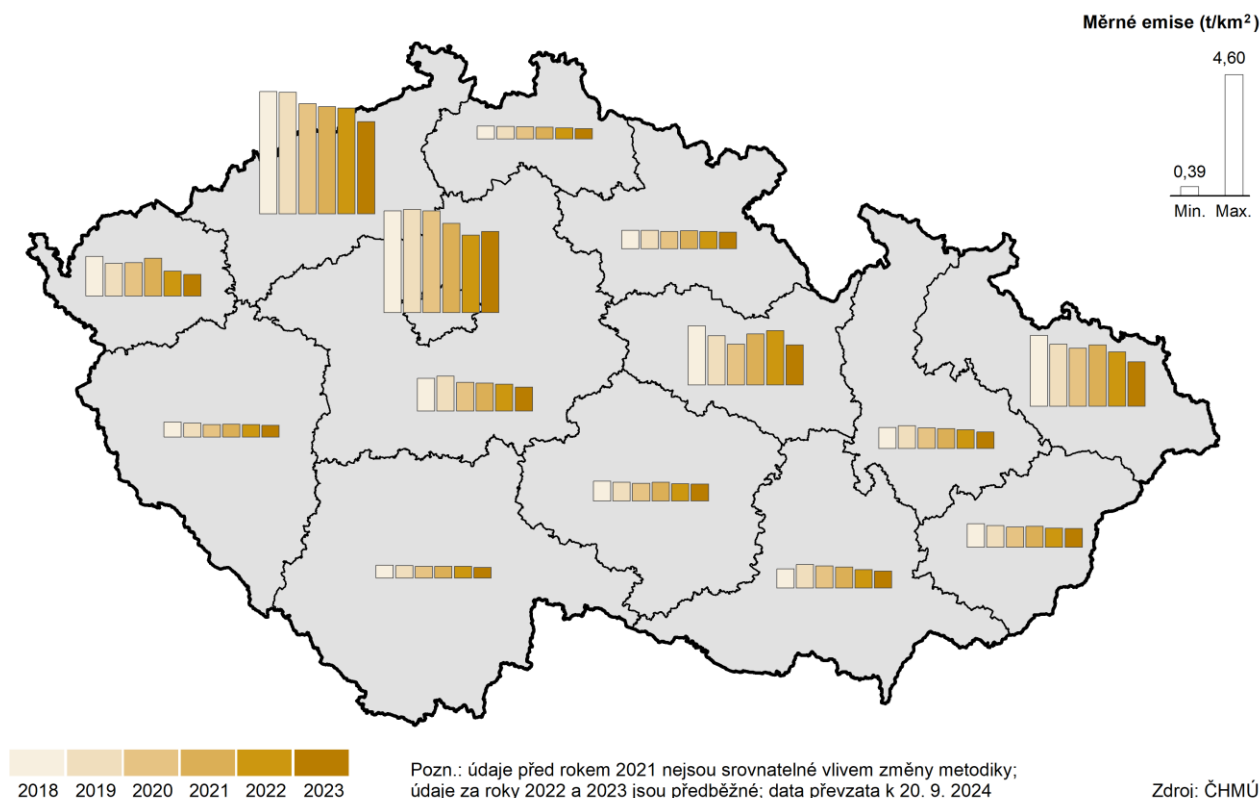 Měrné emise (t/km²)
4,60
0,39
Min. Max.
2018 2019 2020 2021 2022 2023
Pozn.: údaje před rokem 2021 nejsou srovnatelné vlivem změny metodiky;
údaje za roky 2022 a 2023 jsou předběžné; data převzata k 20. 9. 2024
Zdroj: ČHMÚ